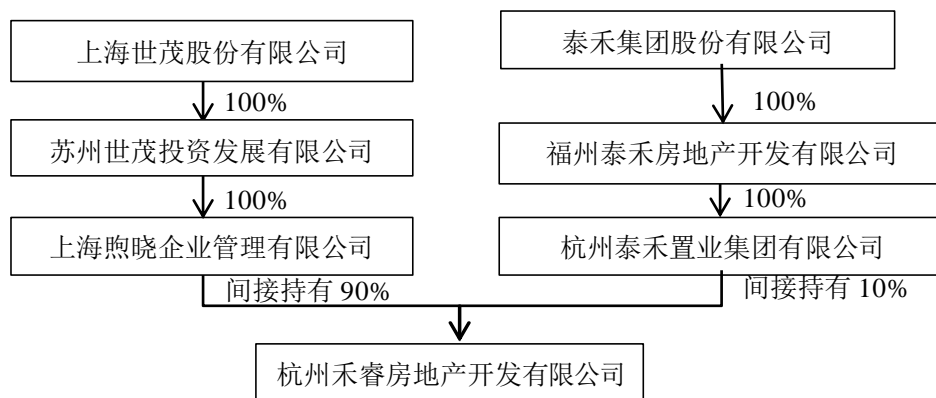 上海世茂股份有限公司
泰禾集团股份有限公司
100%
100%
苏州世茂投资发展有限公司
福州泰禾房地产开发有限公司
100%
100%
上海煦晓企业管理有限公司
杭州泰禾置业集团有限公司
间接持有 90%
间接持有 10%
杭州禾睿房地产开发有限公司